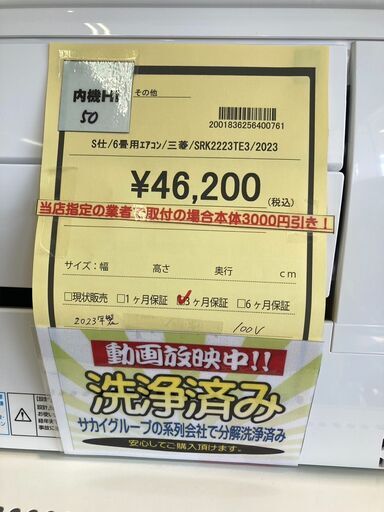 内機H1
50
その他
2001836256400761
S仕/6畳用ｴｱｺﾝ/三菱/SRK2223TE3/2023
¥46,200
(税込)
当店指定の業者で取付の場合本体3000円引き！
サイズ：幅 高さ 奥行 cm
□現状販売 □1ヶ月保証 ☑3ヶ月保証 □6ヶ月保証
2023年製 100V
動画放映中!!
洗浄済み
サカイグループの系列会社で分解洗浄済み
安心してご購入頂けます。